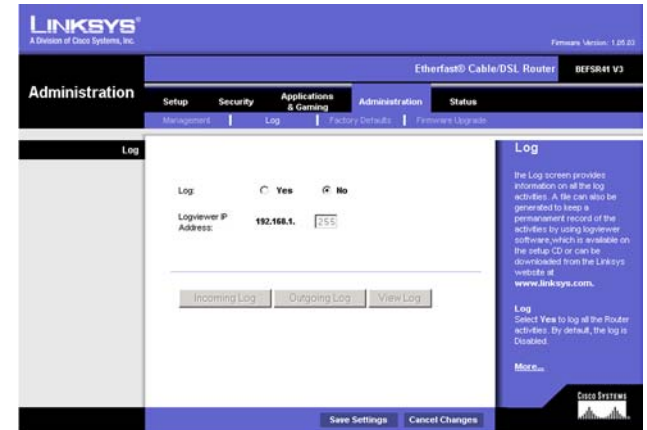 LINKSYS®
A Division of Cisco Systems, Inc.
Firmware Version: 1.05.03
Etherfast® Cable/DSL Router BEFSR41 V3
Administration
Setup Security Applications & Gaming Administration Status
Management Log Factory Defaults Firmware Upgrade
Log
Log: Yes No
Logviewer IP Address: 192.168.1. 255
Incoming Log Outgoing Log View Log
Log
the Log screen provides
information on all the log
activities. A file can also be
generated to keep a
permanament record of the
activities by using logviewer
software,which is available on
the setup CD or can be
downloaded from the Linksys
website at
www.linksys.com.
Log
Select Yes to log all the Router
activities. By default, the log is
Disabled.
More...
Save Settings Cancel Changes
CISCO SYSTEMS